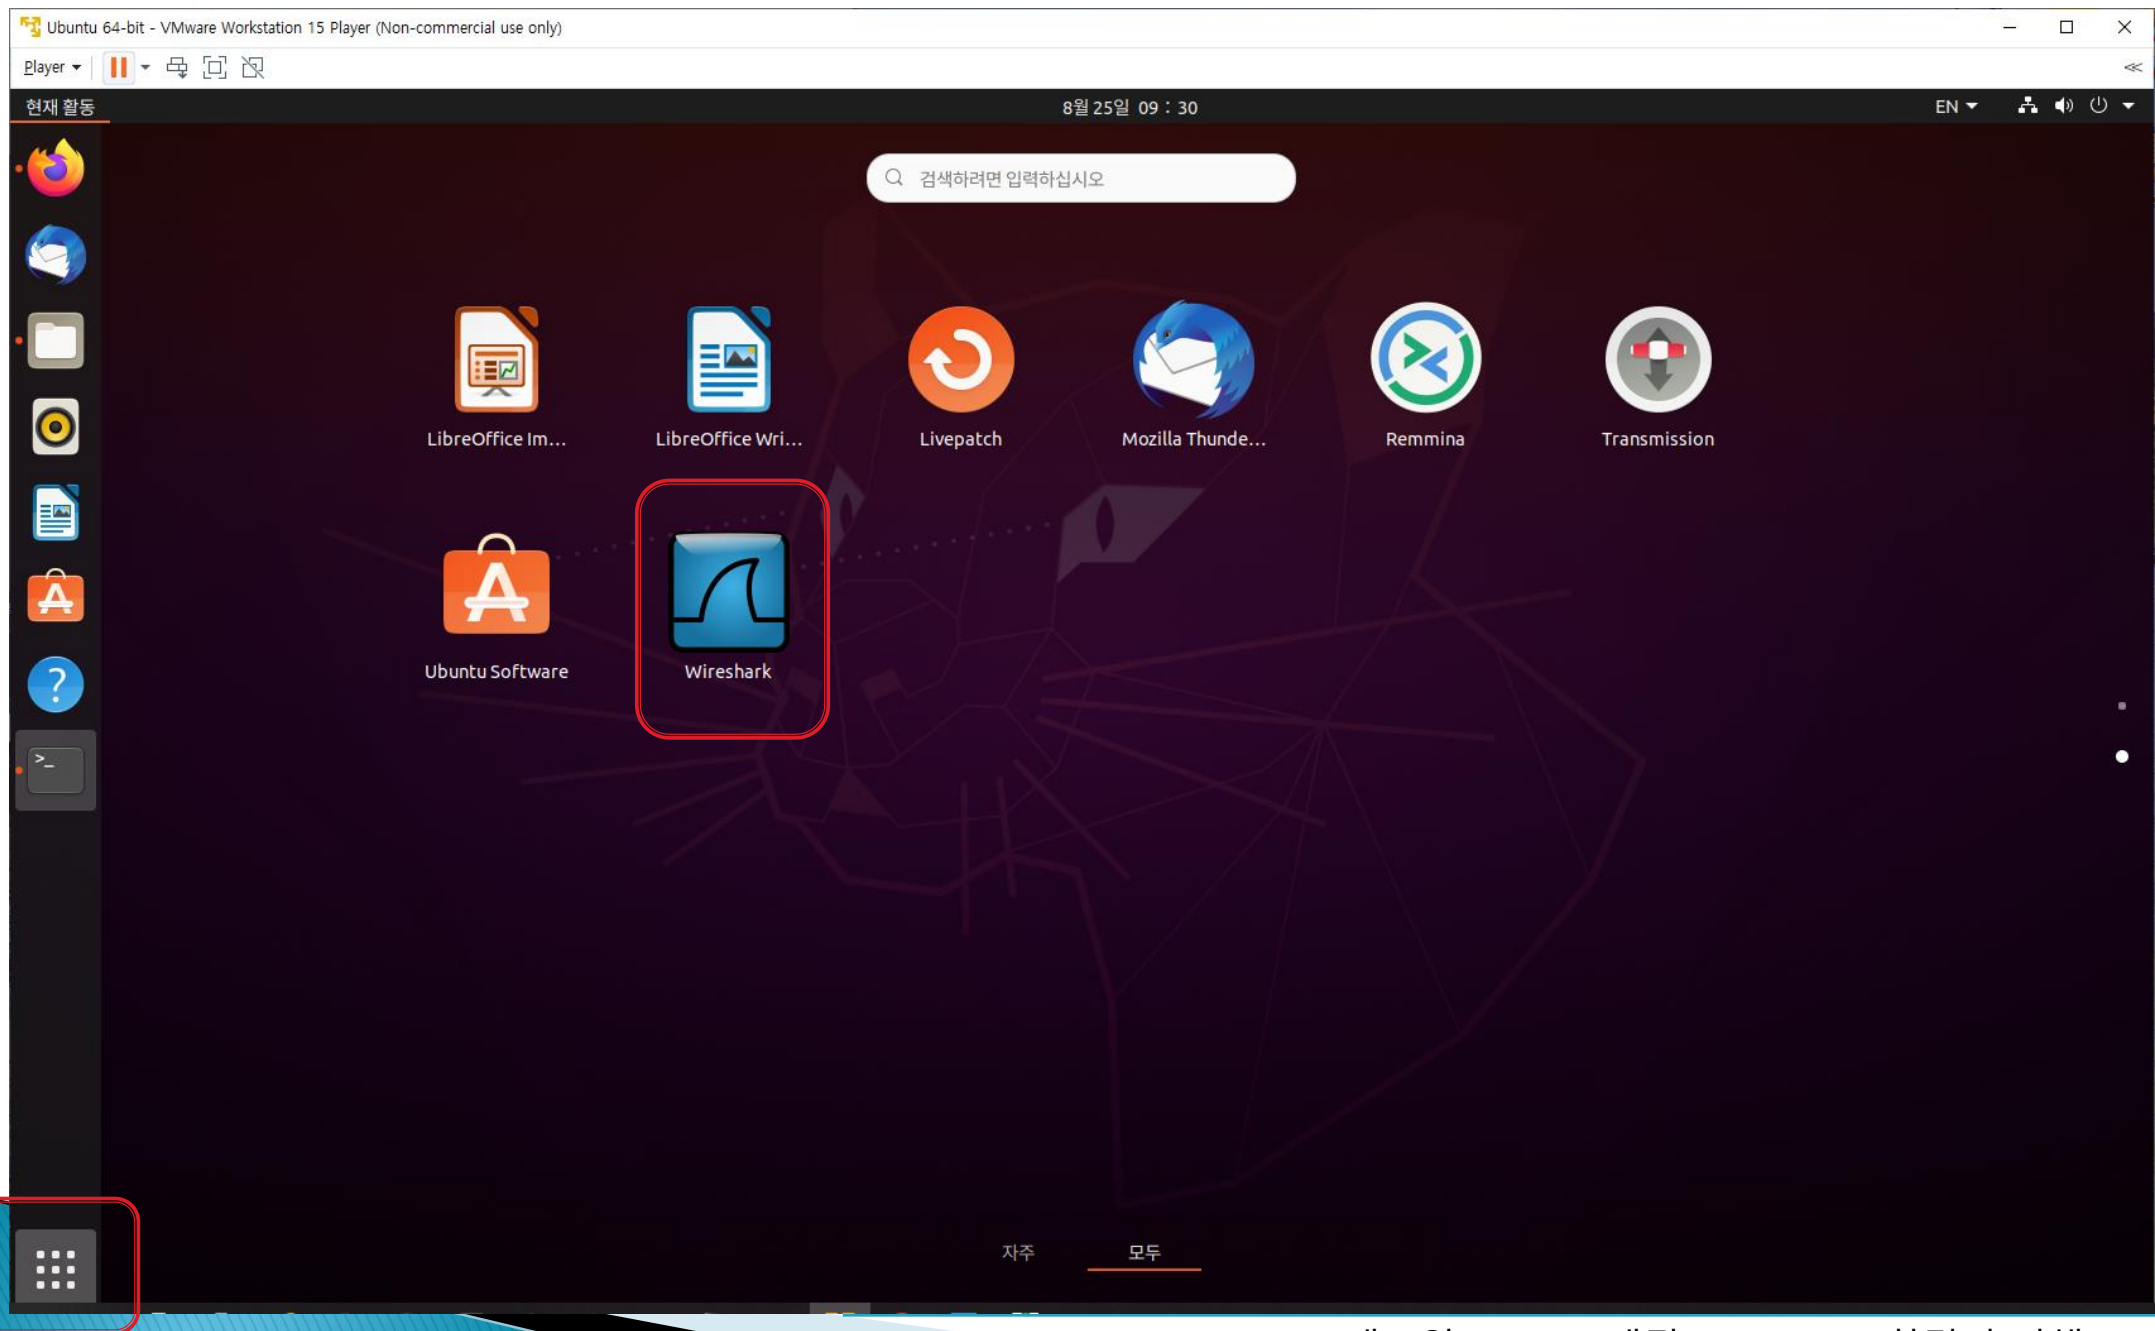 Ubuntu 64-bit - VMware Workstation 15 Player (Non-commercial use only)
Player
현재 활동
8월 25일 09 : 30
EN
검색하려면 입력하십시오
LibreOffice Im...
LibreOffice Wri...
Livepatch
Mozilla Thunde...
Remmina
Transmission
Ubuntu Software
Wireshark
자주
모두